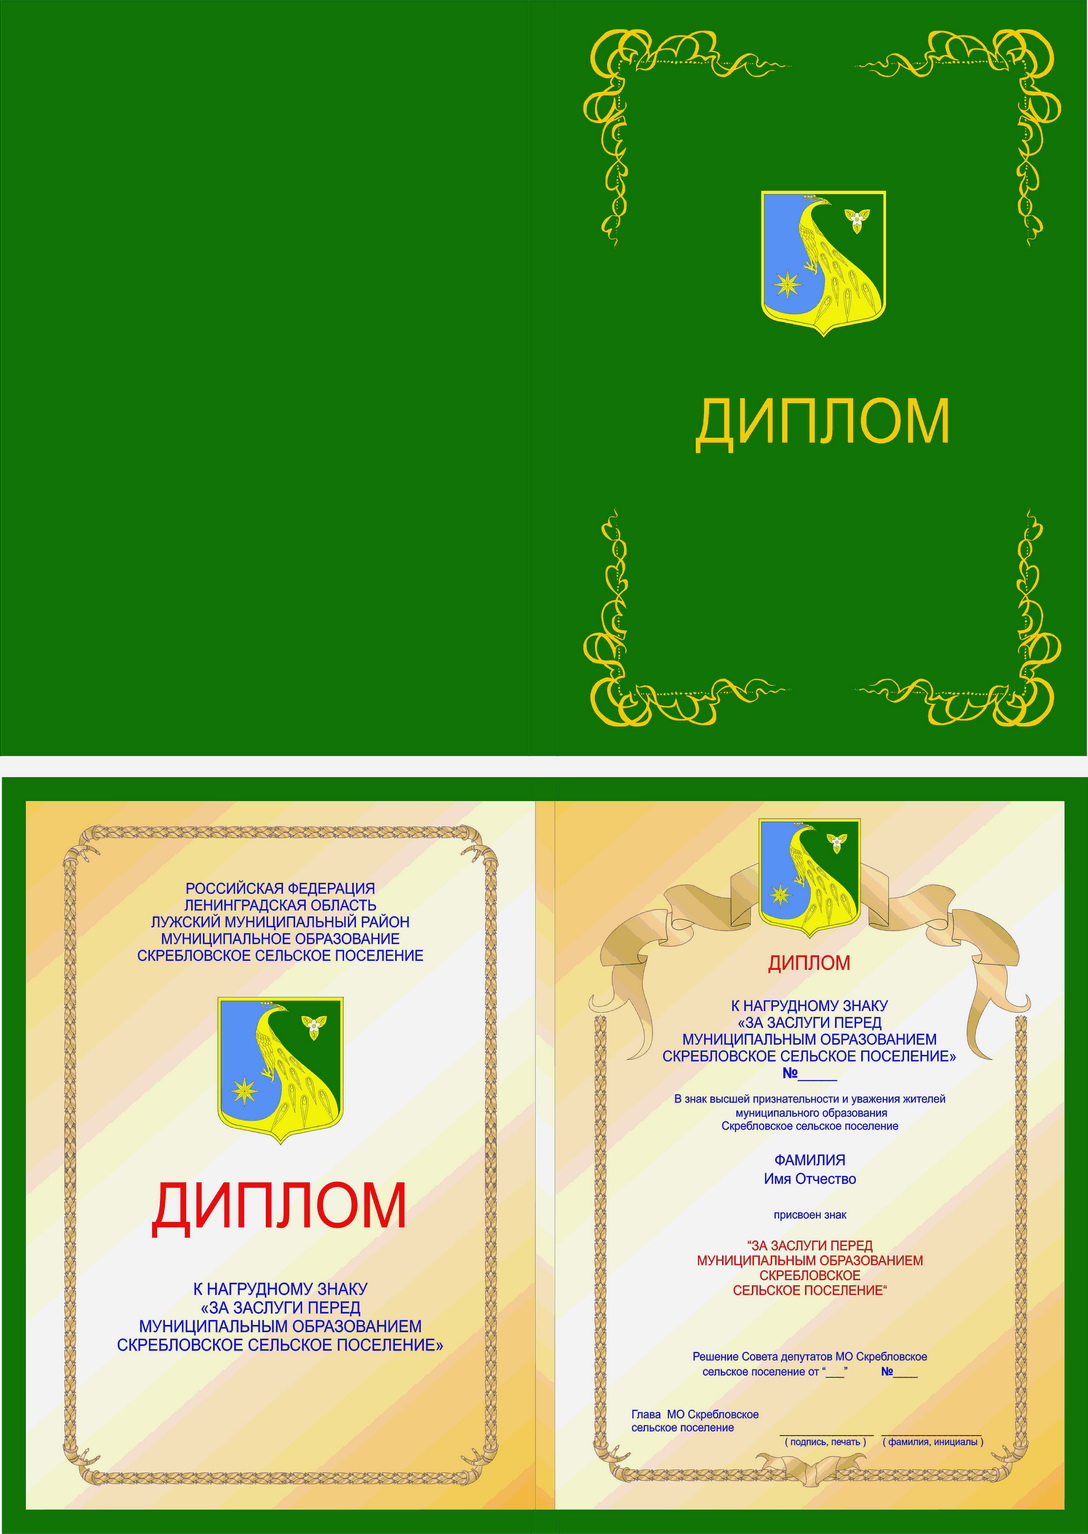 ДИПЛОМ
РОССИЙСКАЯ ФЕДЕРАЦИЯ
ЛЕНИНГРАДСКАЯ ОБЛАСТЬ
ЛУЖСКИЙ МУНИЦИПАЛЬНЫЙ РАЙОН
МУНИЦИПАЛЬНОЕ ОБРАЗОВАНИЕ
СКРЕБЛОВСКОЕ СЕЛЬСКОЕ ПОСЕЛЕНИЕ
ДИПЛОМ
К НАГРУДНОМУ ЗНАКУ
«ЗА ЗАСЛУГИ ПЕРЕД
МУНИЦИПАЛЬНЫМ ОБРАЗОВАНИЕМ
СКРЕБЛОВСКОЕ СЕЛЬСКОЕ ПОСЕЛЕНИЕ»
ДИПЛОМ
К НАГРУДНОМУ ЗНАКУ
«ЗА ЗАСЛУГИ ПЕРЕД
МУНИЦИПАЛЬНЫМ ОБРАЗОВАНИЕМ
СКРЕБЛОВСКОЕ СЕЛЬСКОЕ ПОСЕЛЕНИЕ»
№_____
В знак высшей признательности и уважения жителей
муниципального образования
Скребловское сельское поселение
ФАМИЛИЯ
Имя Отчество
присвоен знак
“ЗА ЗАСЛУГИ ПЕРЕД
МУНИЦИПАЛЬНЫМ ОБРАЗОВАНИЕМ
СКРЕБЛОВСКОЕ
СЕЛЬСКОЕ ПОСЕЛЕНИЕ“
Решение Совета депутатов МО Скребловское
сельское поселение от “___” №____
Глава МО Скребловское
сельское поселение ________________ _________________
( подпись, печать ) ( фамилия, инициалы )